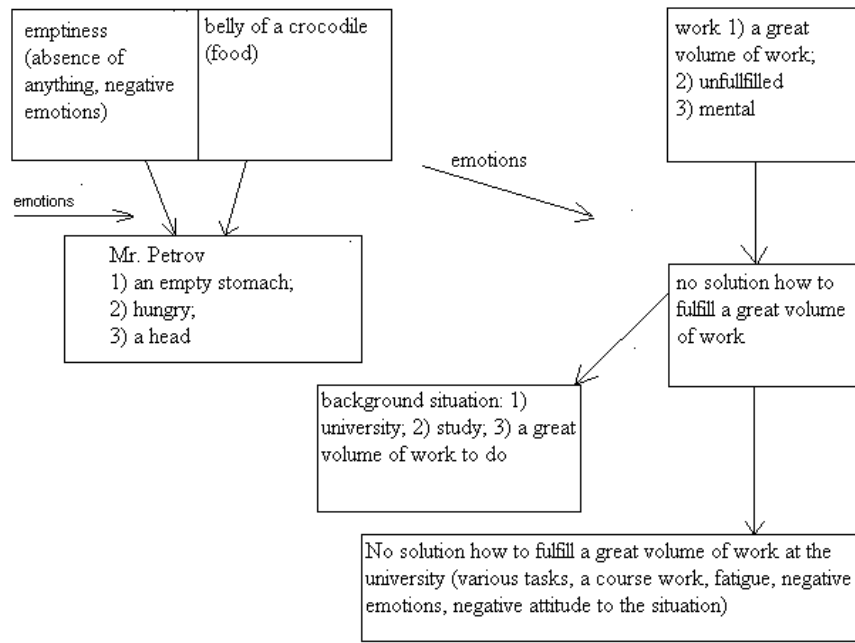 emptiness
(absence of
anything, negative
emotions)
belly of a crocodile
(food)
work 1) a great
volume of work;
2) unfullfilled
3) mental
emotions
emotions
Mr. Petrov
1) an empty stomach;
2) hungry;
3) a head
no solution how to
fulfill a great volume
of work
background situation: 1)
university; 2) study; 3) a great
volume of work to do
No solution how to fulfill a great volume of work at the
university (various tasks, a course work, fatigue, negative
emotions, negative attitude to the situation)